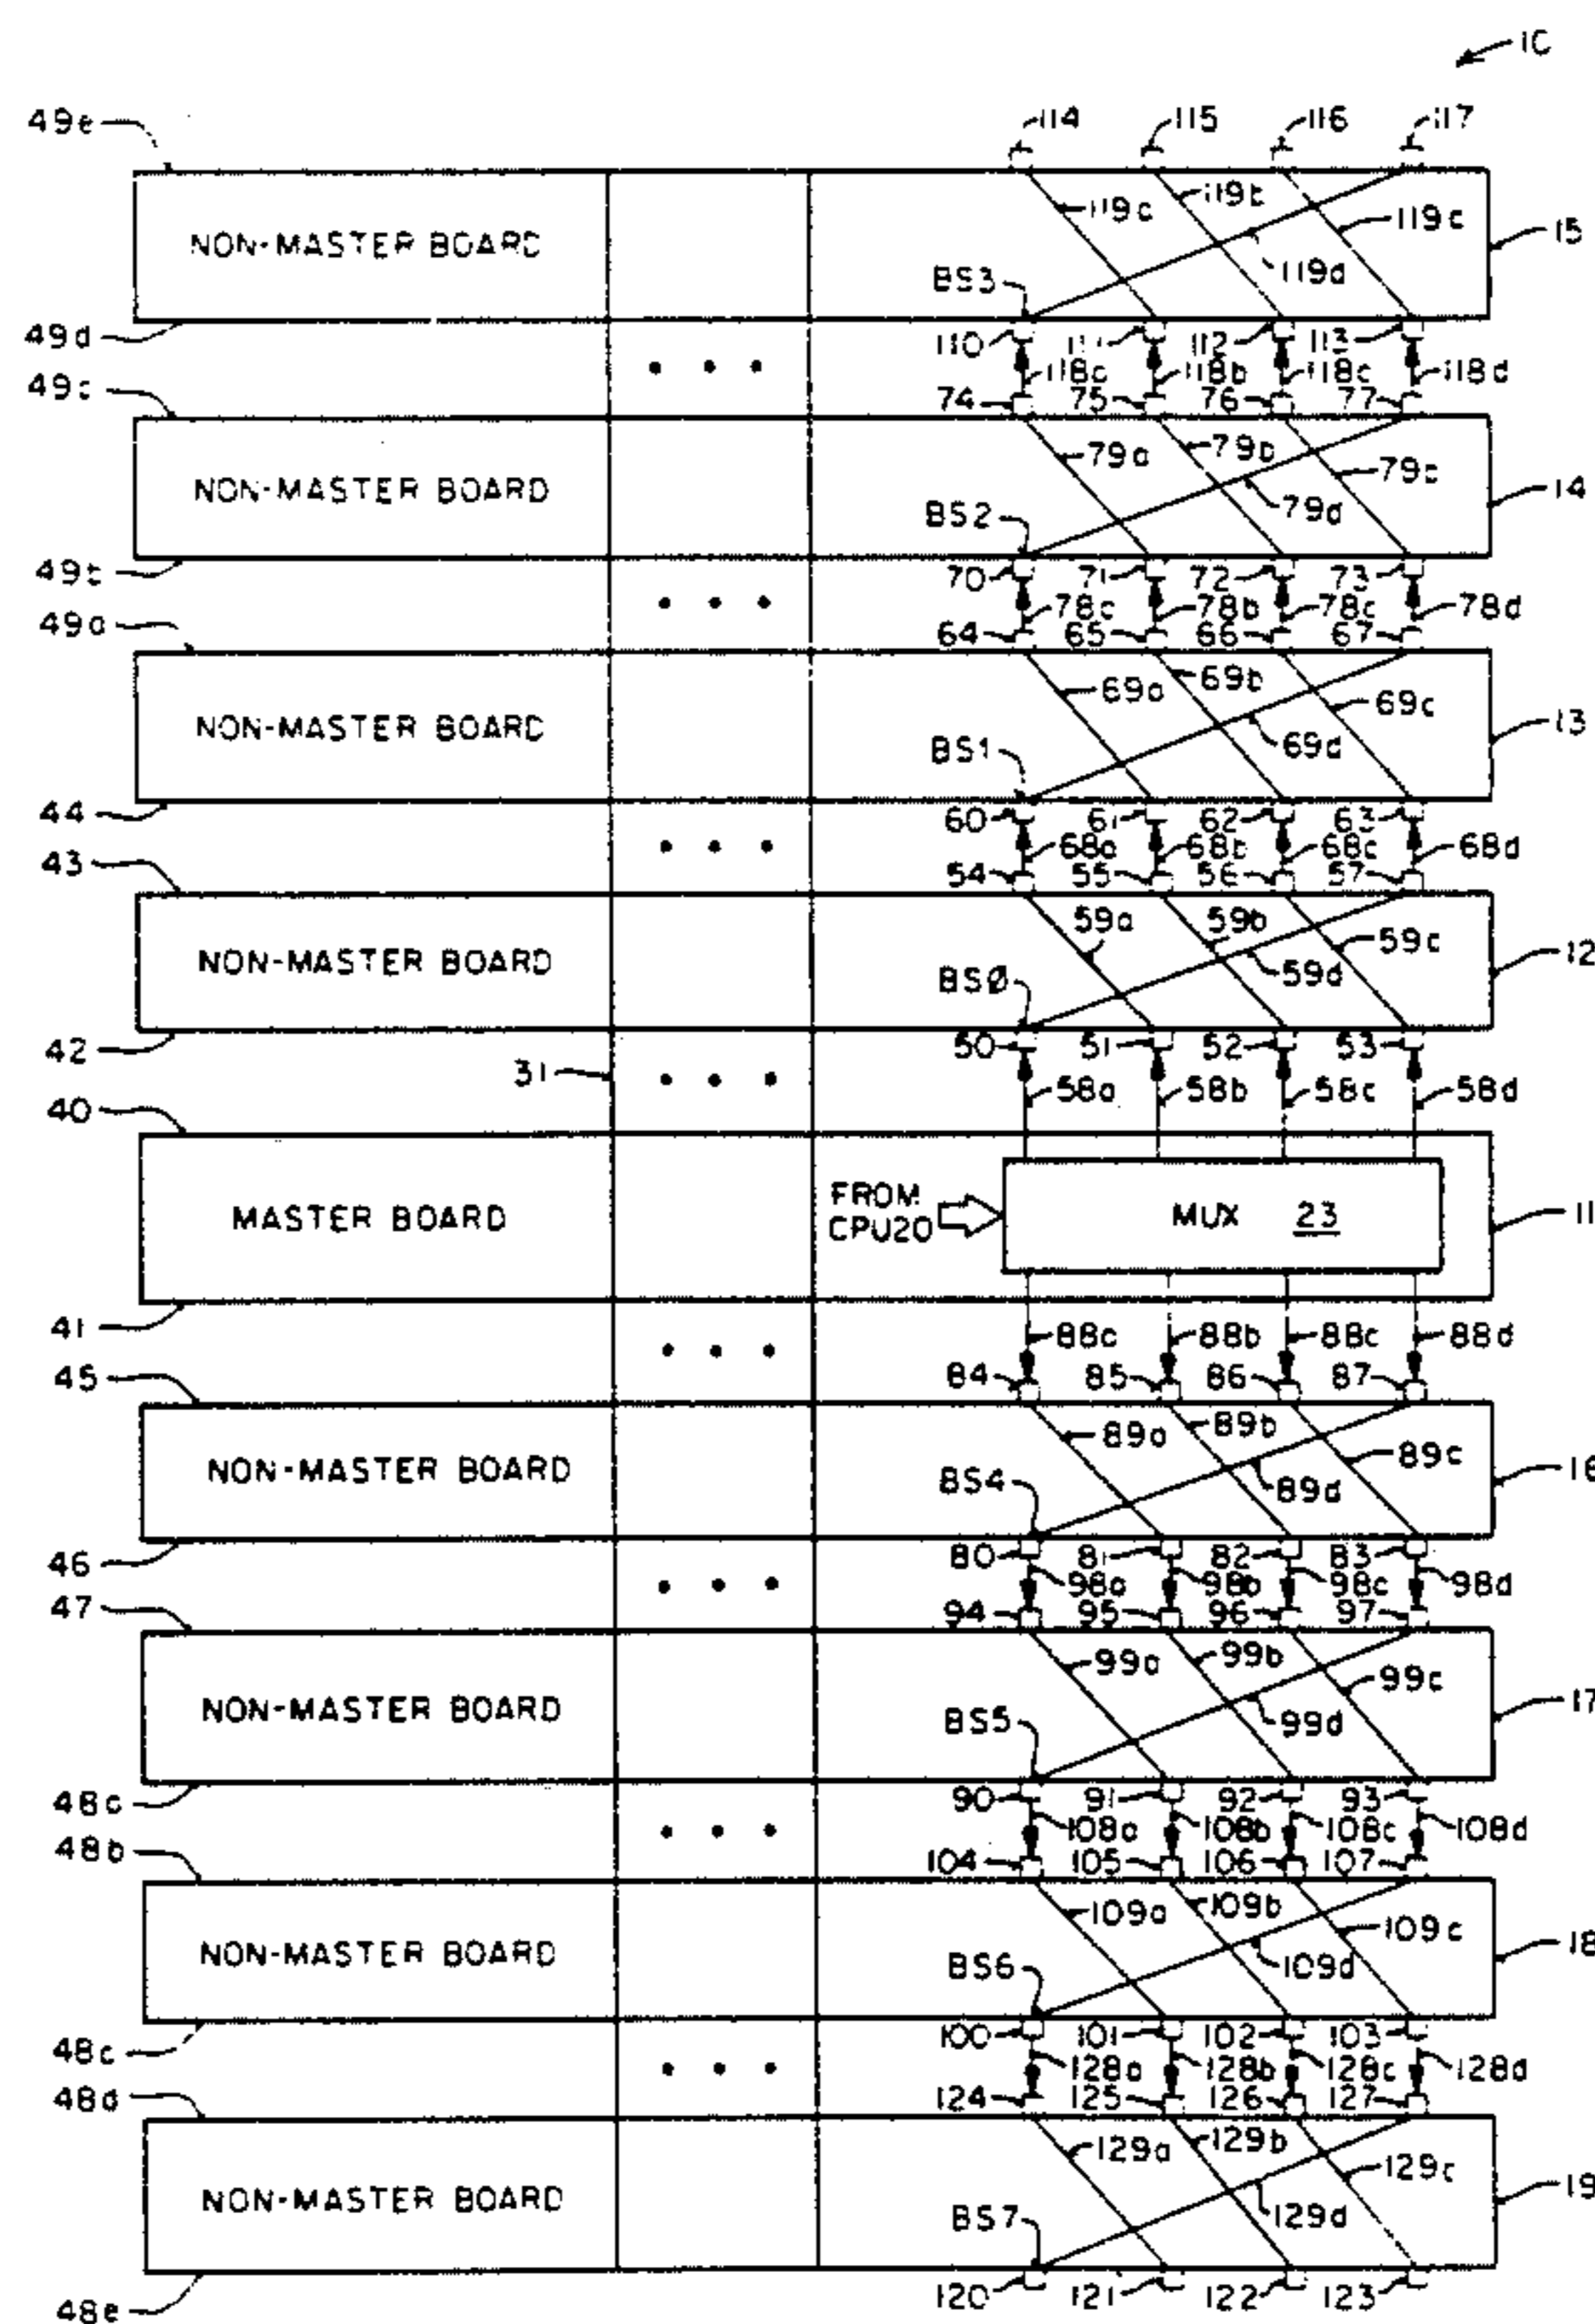 10
49e 114 115 116 117
119a 119b 119c
NON-MASTER BOARD 15
BS3 119d
49d 110 111 112 113
118a 118b 118c 118d
49c 74 75 76 77
79a 79b 79c
NON-MASTER BOARD 14
BS2 79d
49b 70 71 72 73
78a 78b 78c 78d
49a 64 65 66 67
69a 69b 69c
NON-MASTER BOARD 13
BS1 69d
44 60 61 62 63
68a 68b 68c 68d
43 54 55 56 57
59a 59b 59c
NON-MASTER BOARD 12
BS0 59d
42 50 51 52 53
31
58a 58b 58c 58d
40
FROM
CPU20
MASTER BOARD MUX 23 11
41
88a 88b 88c 88d
45 84 85 86 87
89a 89b 89c
NON-MASTER BOARD 16
BS4 89d
46 80 81 82 83
98a 98b 98c 98d
47 94 95 96 97
99a 99b 99c
NON-MASTER BOARD 17
BS5 99d
48a 90 91 92 93
108a 108b 108c 108d
48b 104 105 106 107
109a 109b 109c
NON-MASTER BOARD 18
BS6 109d
48c 100 101 102 103
128a 128b 128c 128d
48d 124 125 126 127
129a 129b 129c
NON-MASTER BOARD 19
BS7 129d
48e 120 121 122 123